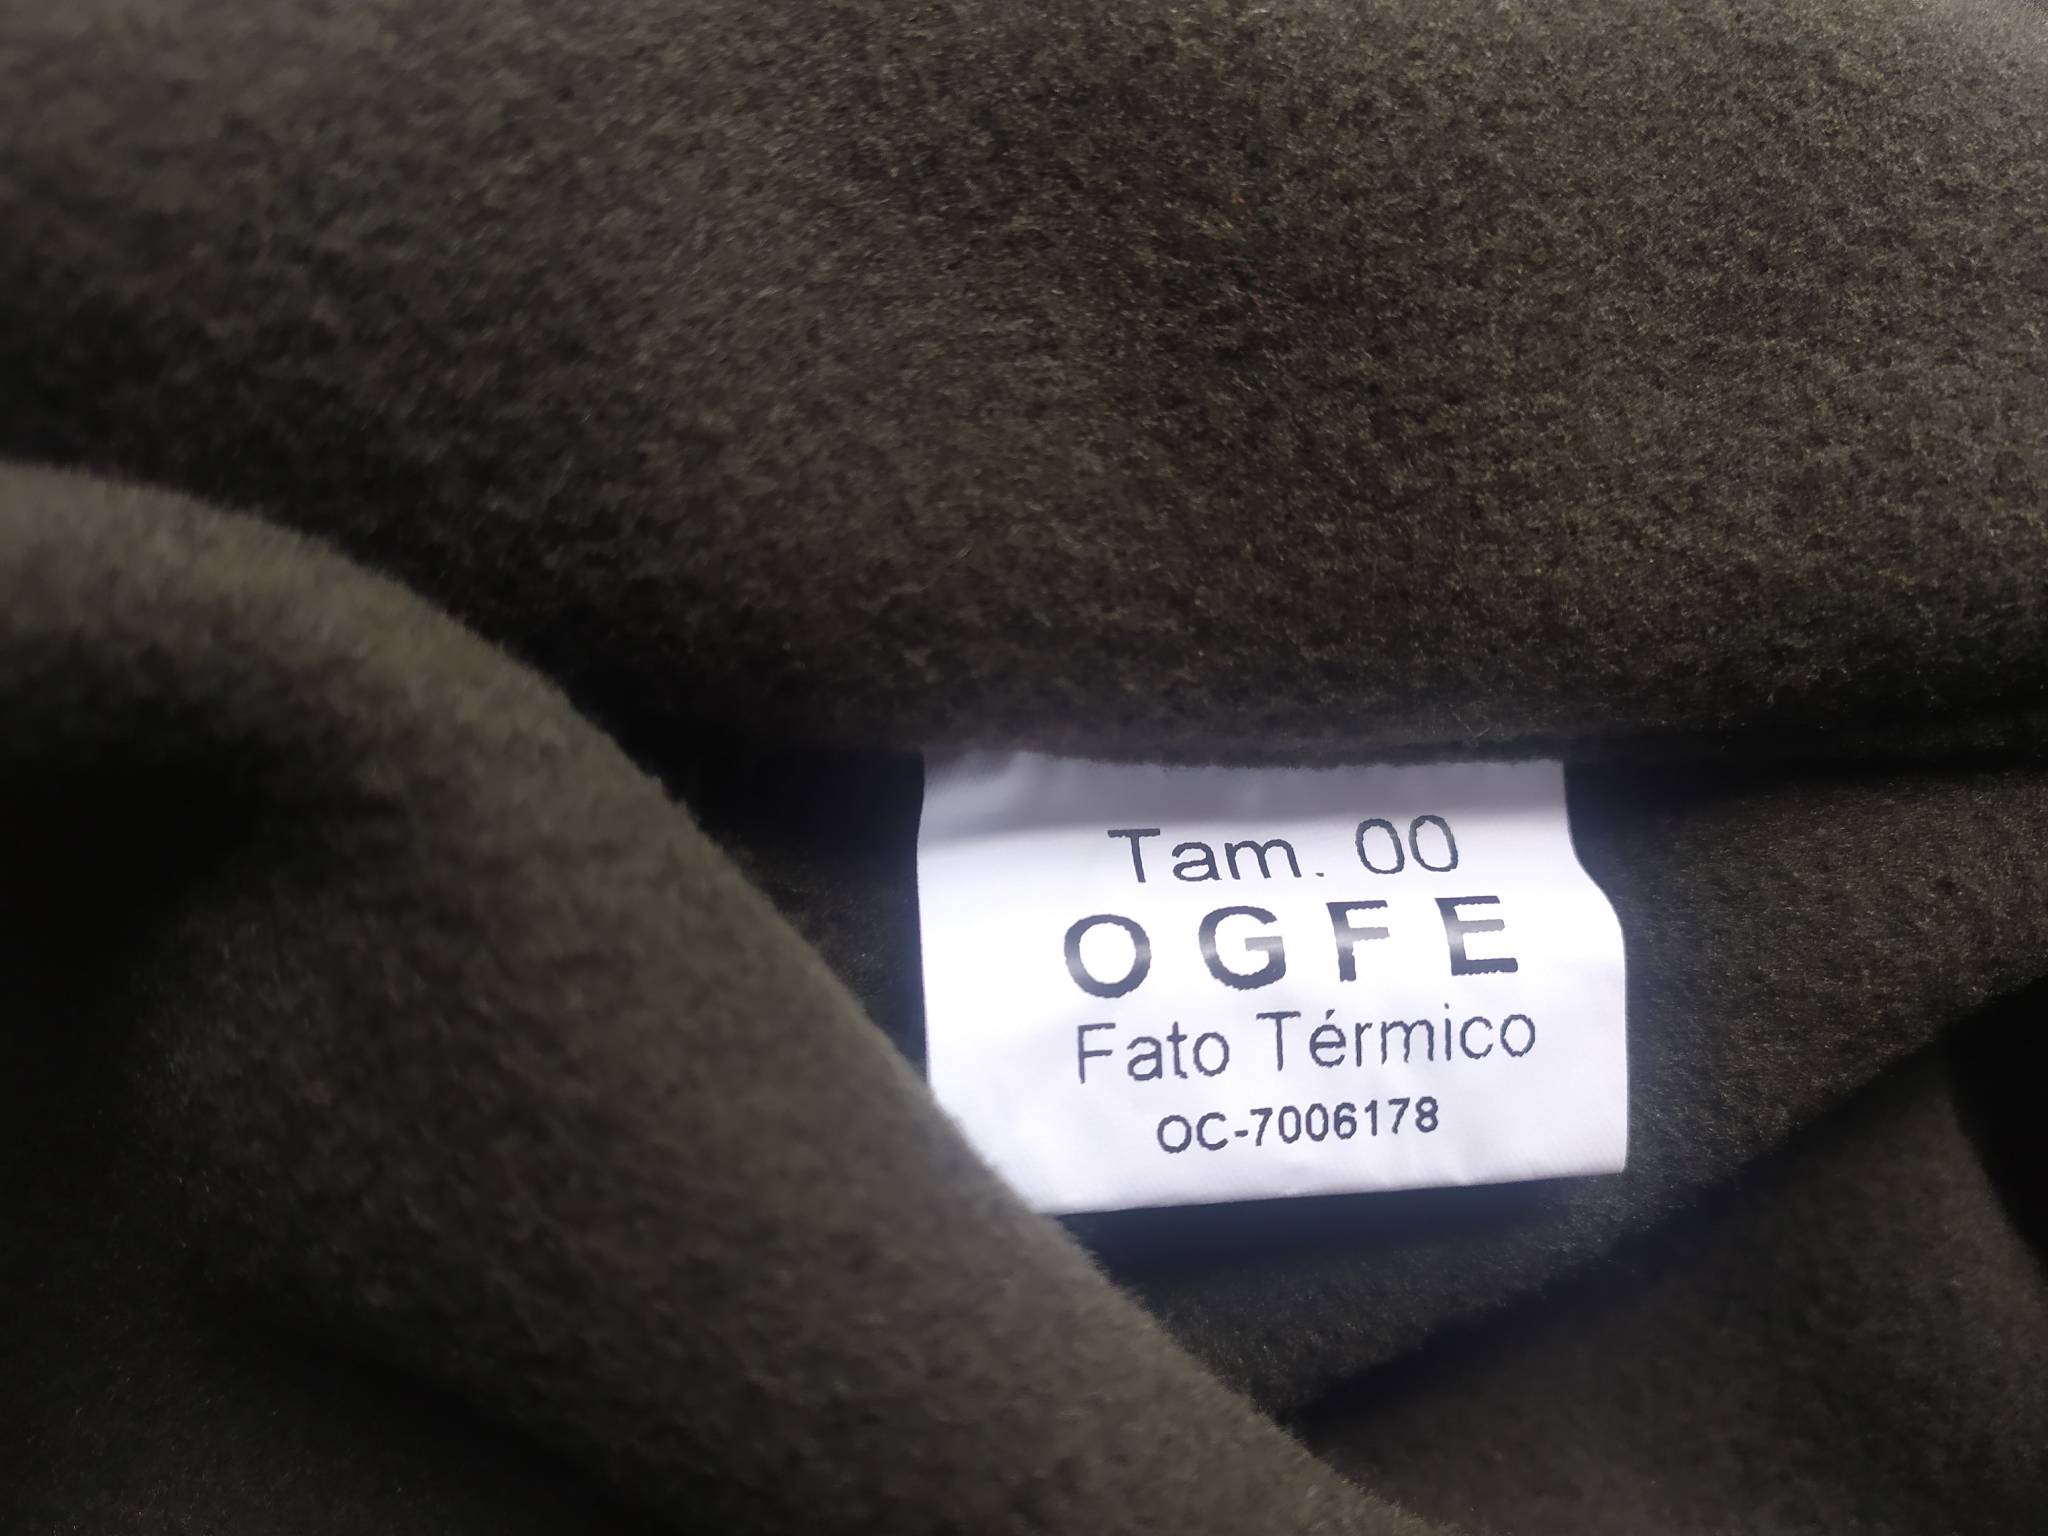 Tam. 00
OGFE
Fato Térmico
OC-7006178